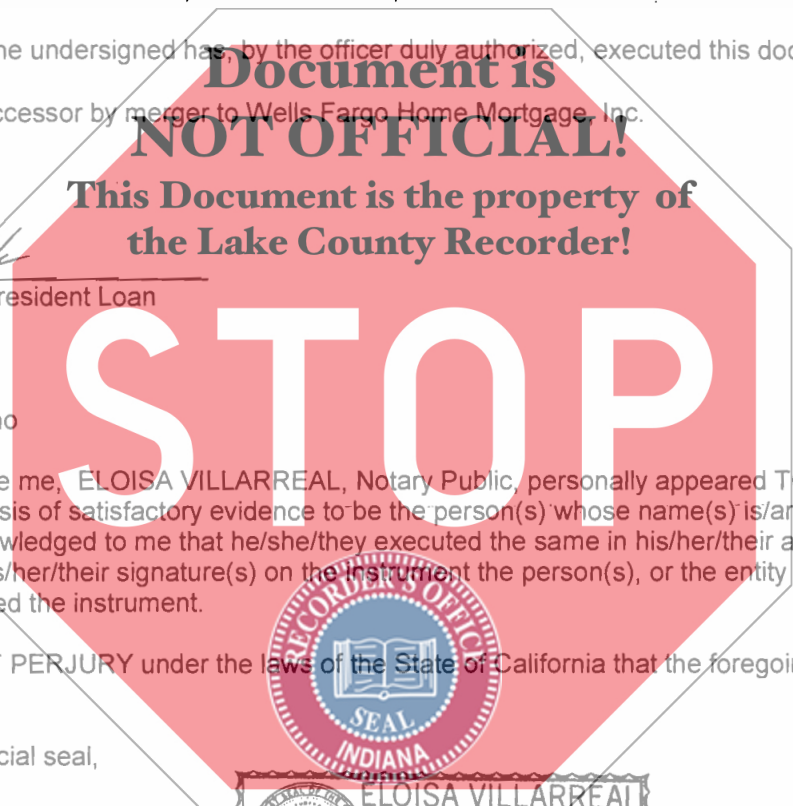 he undersigned has, by the officer duly authorized, executed this doc
Document is
ccessor by merger to Wells Fargo Home Mortgage, Inc.
NOT OFFICIAL!
This Document is the property of
the Lake County Recorder!
resident Loan
STOP
o
e me, ELOISA VILLARREAL, Notary Public, personally appeared T
sis of satisfactory evidence to be the person(s) whose name(s) is/ar
wledged to me that he/she/they executed the same in his/her/their a
s/her/their signature(s) on the instrument the person(s), or the entity
ed the instrument.
RECORDER'S OFFICE
PERJURY under the laws of the State of California that the foregoi
SEAL
INDIANA
cial seal,
ELOISA VILLARREAL